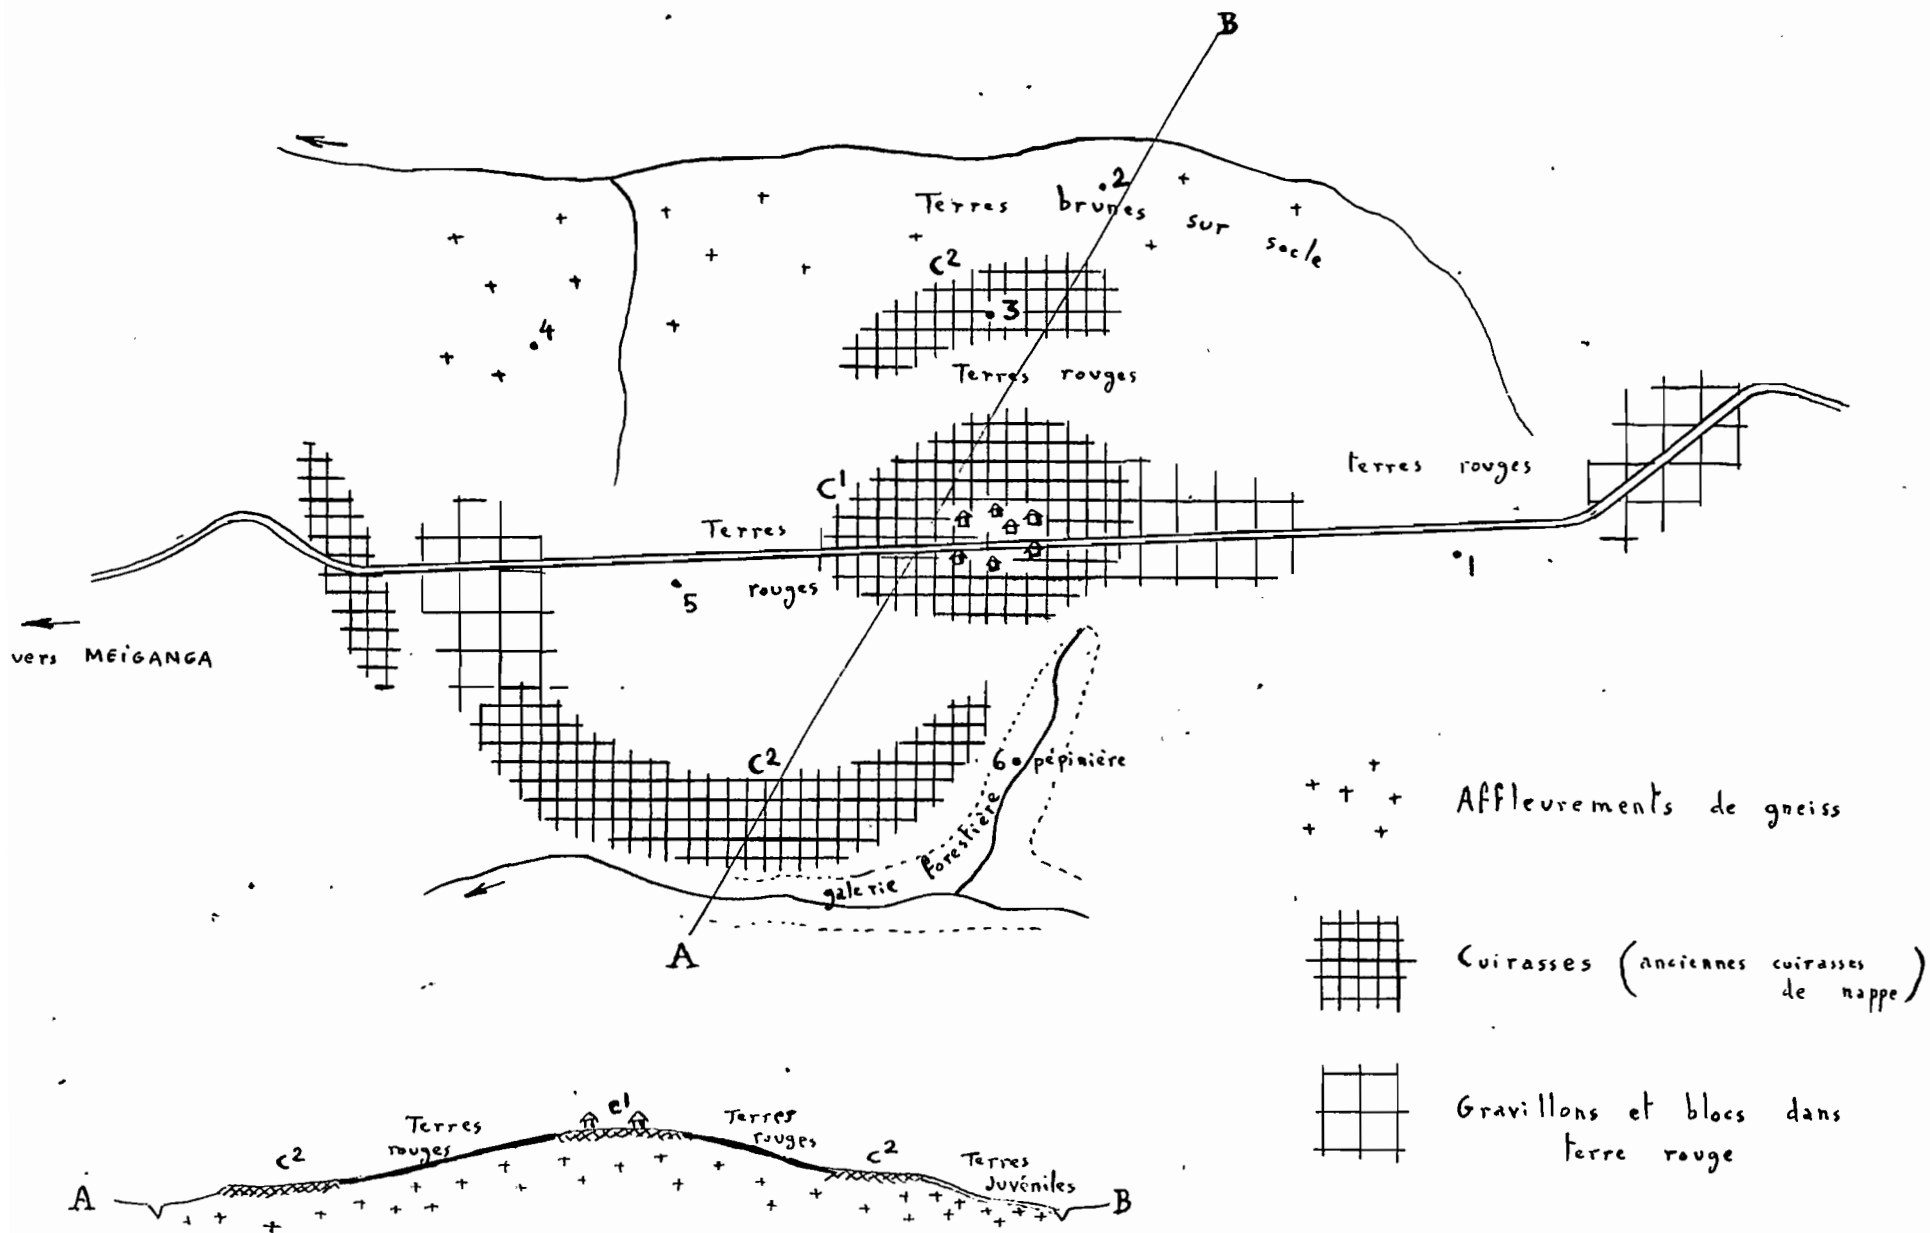 B
2
Terres brunes sur socle
C2
3
4
Terres rouges
terres rouges
C1
Terres
rouges
1
5
vers MEIGANGA
C2
6 pépinière
galerie forestière
A
Affleurements de gneiss
Cuirasses (anciennes cuirasses
de nappe)
Gravillons et blocs dans
terre rouge
C1
Terres
rouges
Terres
rouges
C2
C2
Terres
Juvéniles
A
B